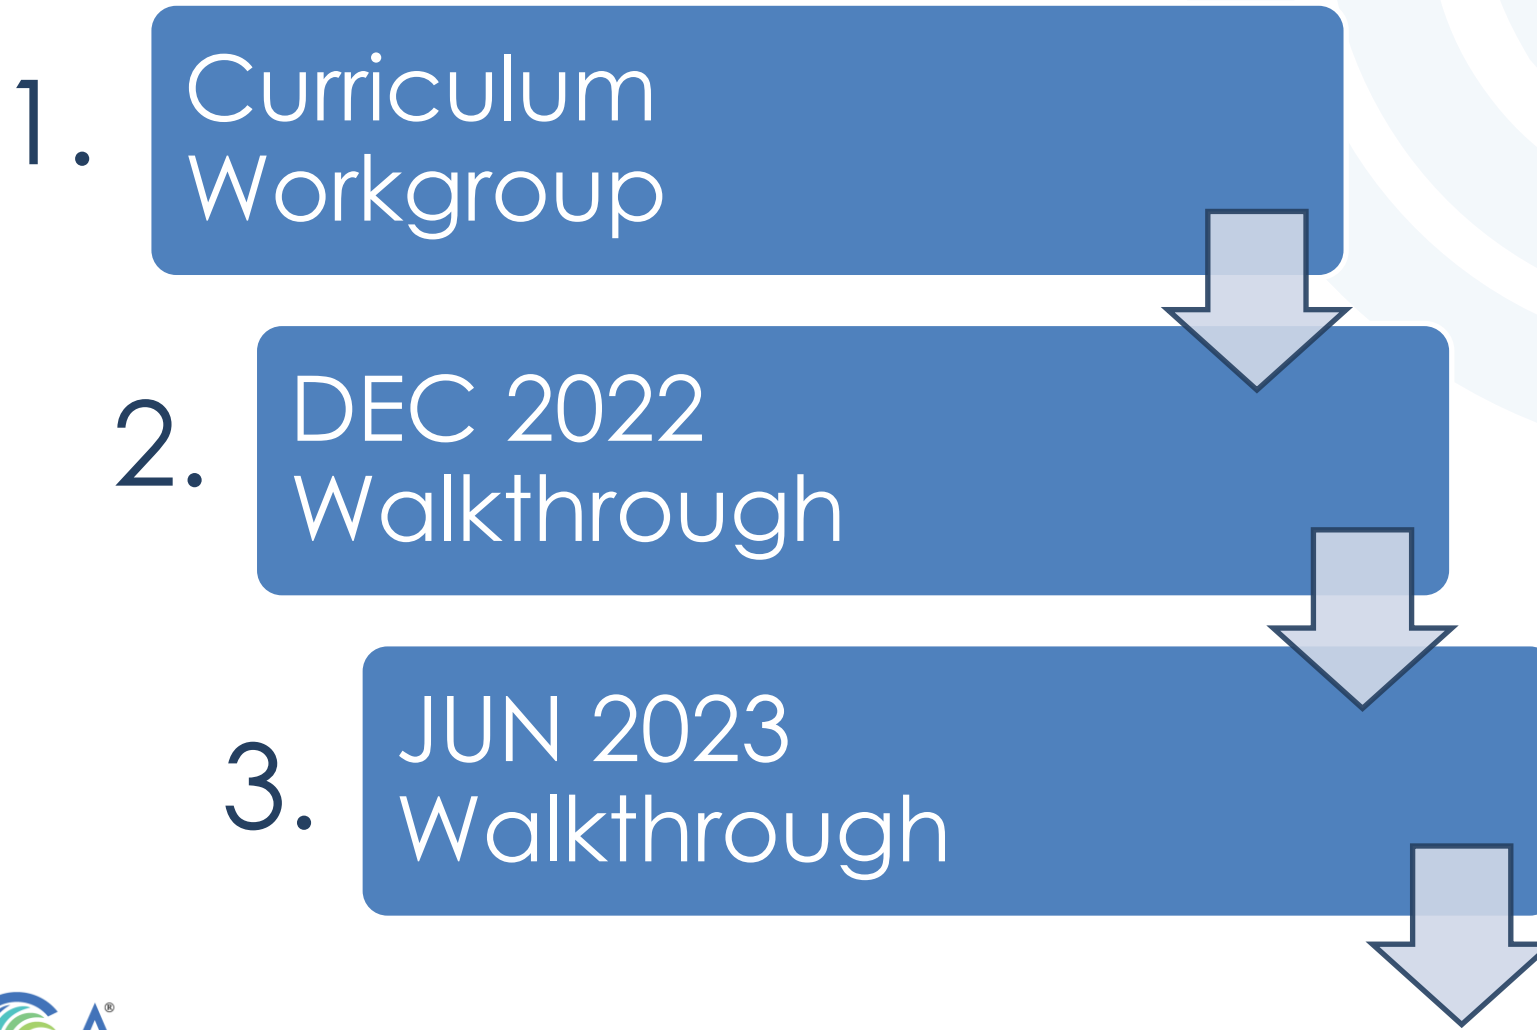 1.
Curriculum
Workgroup
2.
DEC 2022
Walkthrough
3.
JUN 2023
Walkthrough